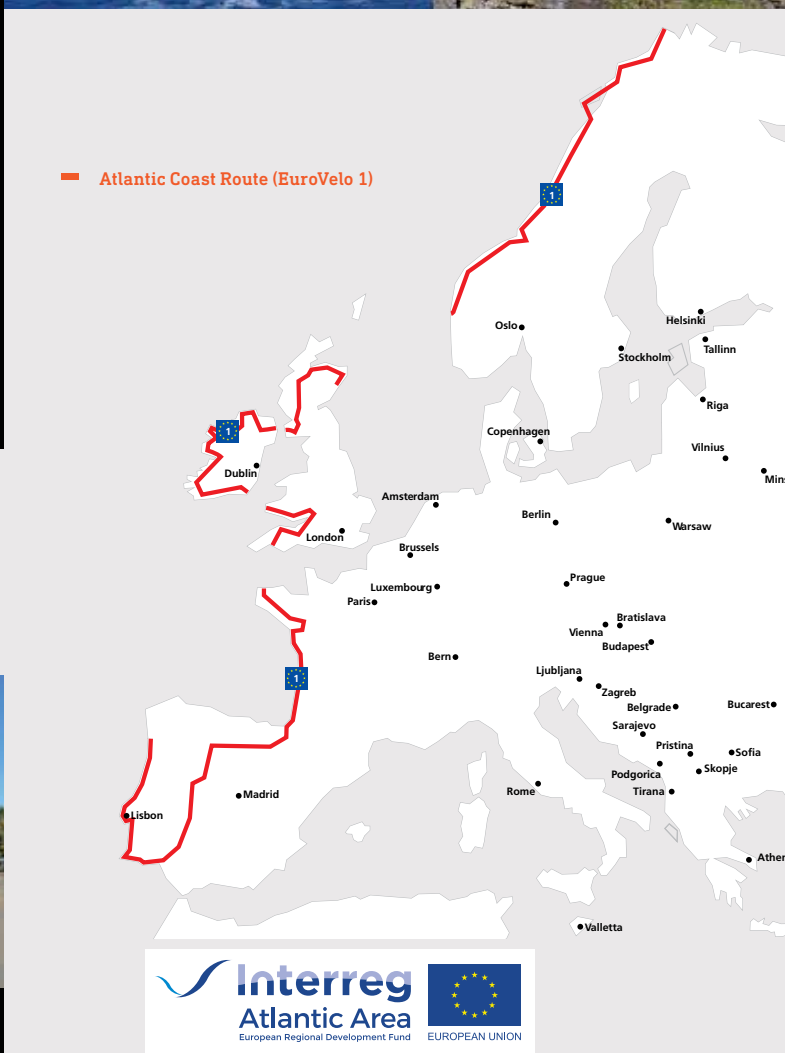 Atlantic Coast Route (EuroVelo 1)
1
Oslo
Helsinki
Tallinn
Stockholm
Riga
Copenhagen
1
Vilnius
Dublin
Amsterdam
Berlin
Warsaw
London
Brussels
Prague
Luxembourg
Paris
Bratislava
Vienna
Budapest
Bern
Ljubljana
1
Zagreb
Belgrade
Bucarest
Sarajevo
Pristina
Sofia
Podgorica
Skopje
Madrid
Rome
Tirana
Lisbon
Valletta
Interreg
Atlantic Area
European Regional Development Fund
EUROPEAN UNION